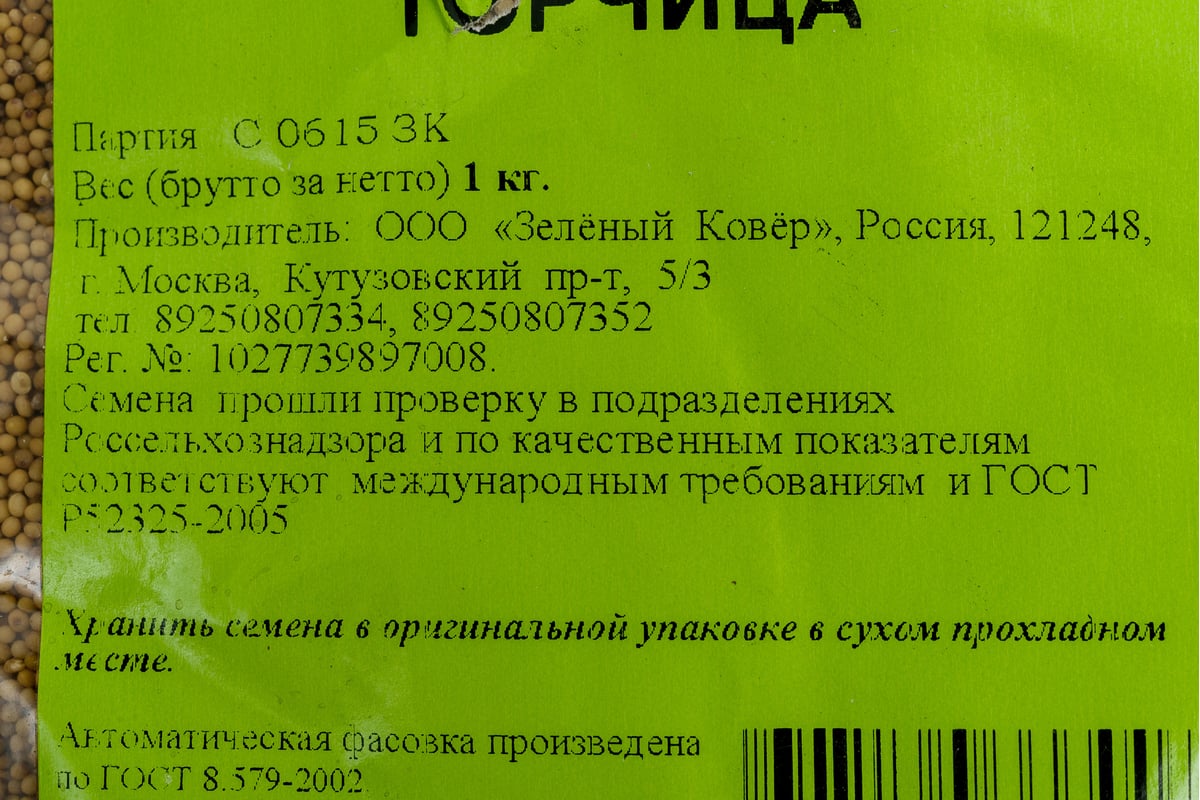 ГОРЧИЦА
Партия С 0615 ЗК
Вес (брутто за нетто) 1 кг.
Производитель: ООО «Зелёный Ковёр», Россия, 121248,
г. Москва, Кутузовский пр-т, 5/3
тел 89250807334, 89250807352
Рег. №: 1027739897008.
Семена прошли проверку в подразделениях
Россельхознадзора и по качественным показателям
соответствуют международным требованиям и ГОСТ
Р52325-2005
Хранить семена в оригинальной упаковке в сухом прохладном
месте.
Автоматическая фасовка произведена
по ГОСТ 8.579-2002